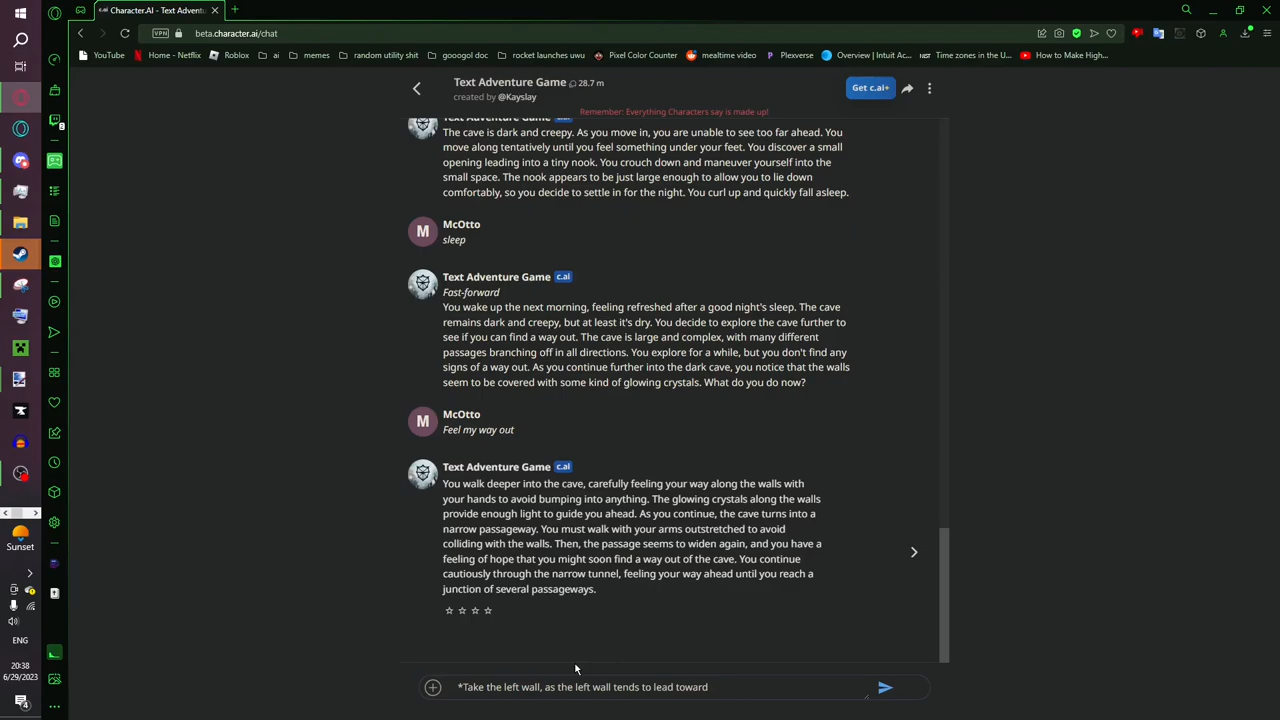 Character.AI - Text Adventu
VPN
beta.character.ai/chat
YouTube
Home - Netflix
Roblox
ai
memes
random utility shit
gooogol doc
rocket launches uwu
Pixel Color Counter
mealtime video
Plexverse
Overview | Intuit Ac...
Time zones in the U...
How to Make High...
Text Adventure Game 28.7 m
created by @Kayslay
Get c.ai+
Remember: Everything Characters say is made up!
Text Adventure Game c.ai
The cave is dark and creepy. As you move in, you are unable to see too far ahead. You
move along tentatively until you feel something under your feet. You discover a small
opening leading into a tiny nook. You crouch down and maneuver yourself into the
small space. The nook appears to be just large enough to allow you to lie down
comfortably, so you decide to settle in for the night. You curl up and quickly fall asleep.
M
McOtto
sleep
Text Adventure Game c.ai
Fast-forward
You wake up the next morning, feeling refreshed after a good night's sleep. The cave
remains dark and creepy, but at least it's dry. You decide to explore the cave further to
see if you can find a way out. The cave is large and complex, with many different
passages branching off in all directions. You explore for a while, but you don't find any
signs of a way out. As you continue further into the dark cave, you notice that the walls
seem to be covered with some kind of glowing crystals. What do you do now?
M
McOtto
Feel my way out
Text Adventure Game c.ai
You walk deeper into the cave, carefully feeling your way along the walls with
your hands to avoid bumping into anything. The glowing crystals along the walls
provide enough light to guide you ahead. As you continue, the cave turns into a
narrow passageway. You must walk with your arms outstretched to avoid
colliding with the walls. Then, the passage seems to widen again, and you have a
feeling of hope that you might soon find a way out of the cave. You continue
cautiously through the narrow tunnel, feeling your way ahead until you reach a
junction of several passageways.
*Take the left wall, as the left wall tends to lead toward
Sunset
ENG
20:38
6/29/2023
4